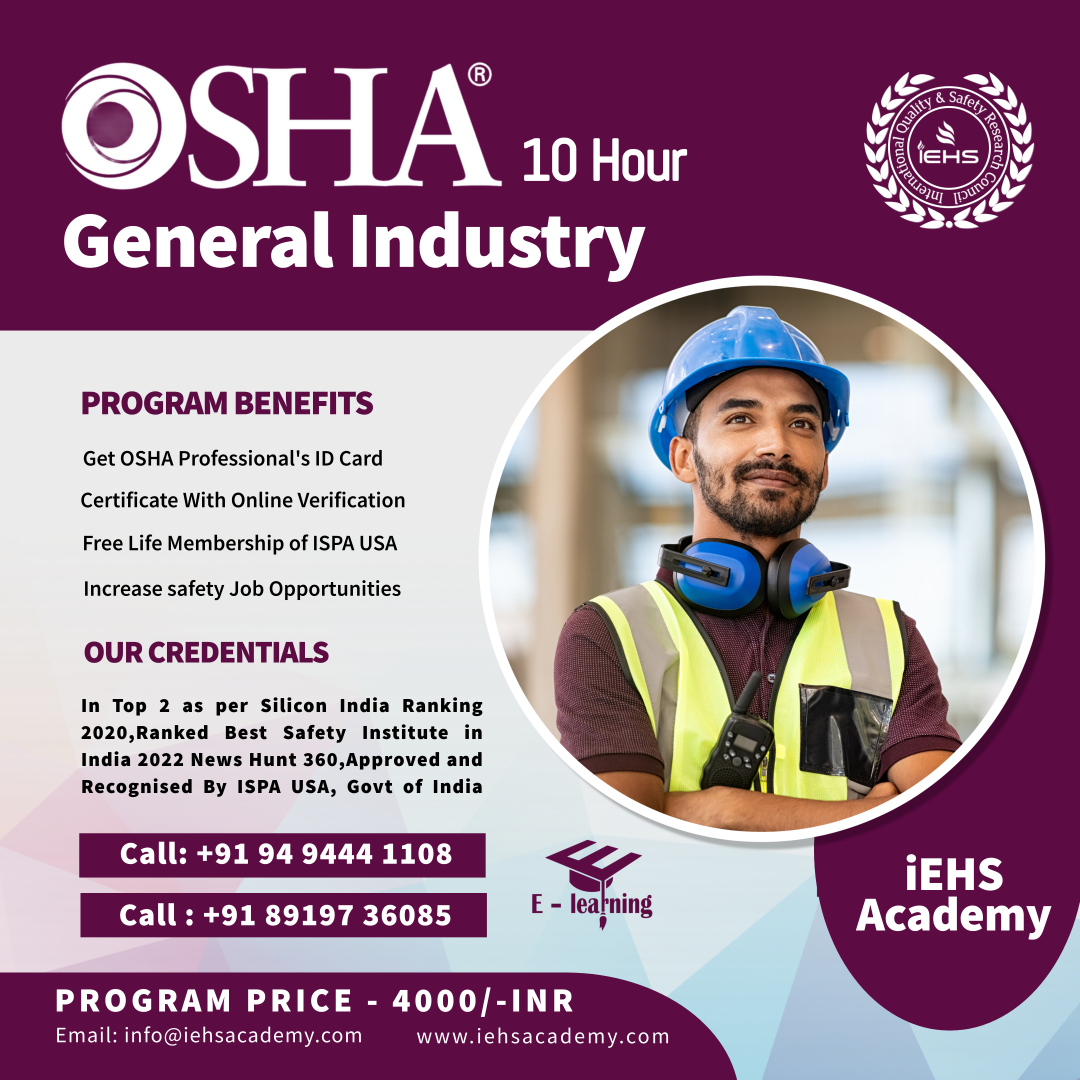 OSHA®
10 Hour
General Industry
International Quality & Safety Research Council
iEHS
PROGRAM BENEFITS
Get OSHA Professional's ID Card
Certificate With Online Verification
Free Life Membership of ISPA USA
Increase safety Job Opportunities
OUR CREDENTIALS
In Top 2 as per Silicon India Ranking
2020,Ranked Best Safety Institute in
India 2022 News Hunt 360,Approved and
Recognised By ISPA USA, Govt of India
Call: +91 94 9444 1108
Call : +91 89197 36085
E - learning
iEHS
Academy
PROGRAM PRICE - 4000/-INR
Email: info@iehsacademy.com
www.iehsacademy.com